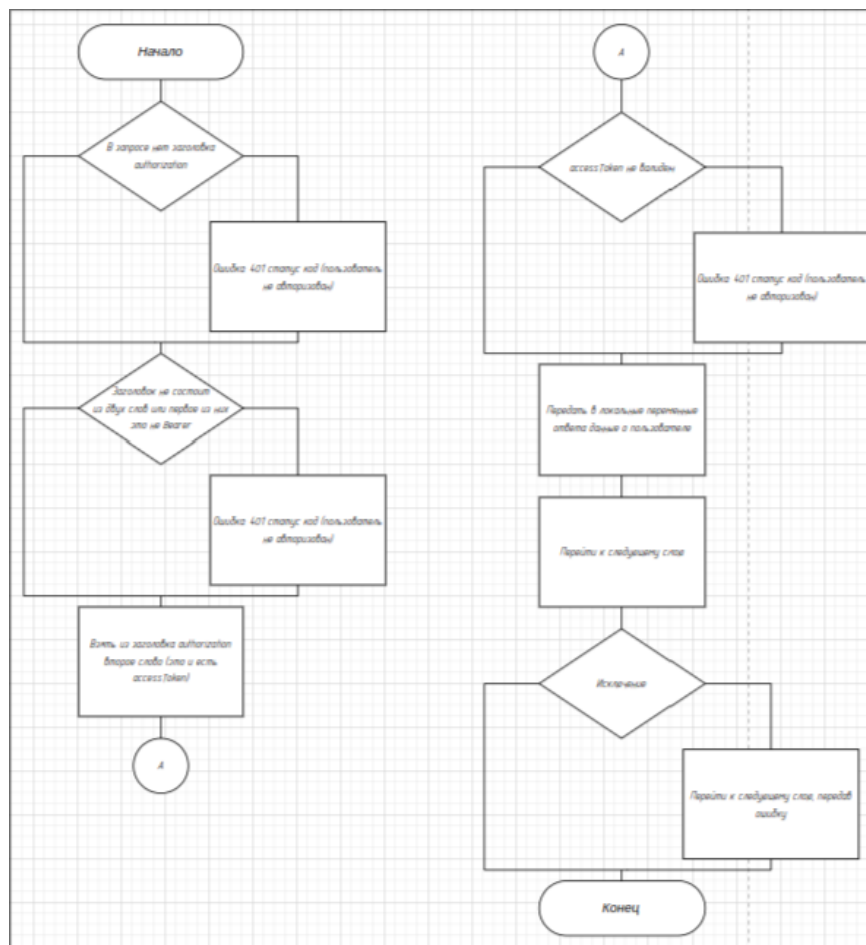 Начало
В запросе нет заголовка
authorization
Ошибка 401 статус код (пользователь
не авторизован)
Заголовок не состоит
из двух слов или первое из них
это не Bearer
Ошибка 401 статус код (пользователь
не авторизован)
Взять из заголовка authorization
второе слово (это и есть
accessToken)
А
А
accessToken не валиден
Ошибка 401 статус код (пользователь
не авторизован)
Передать в локальные переменные
ответа данные о пользователе
Перейти к следуещему слою
Исключение
Перейти к следуещему слою, передав
ошибку
Конец